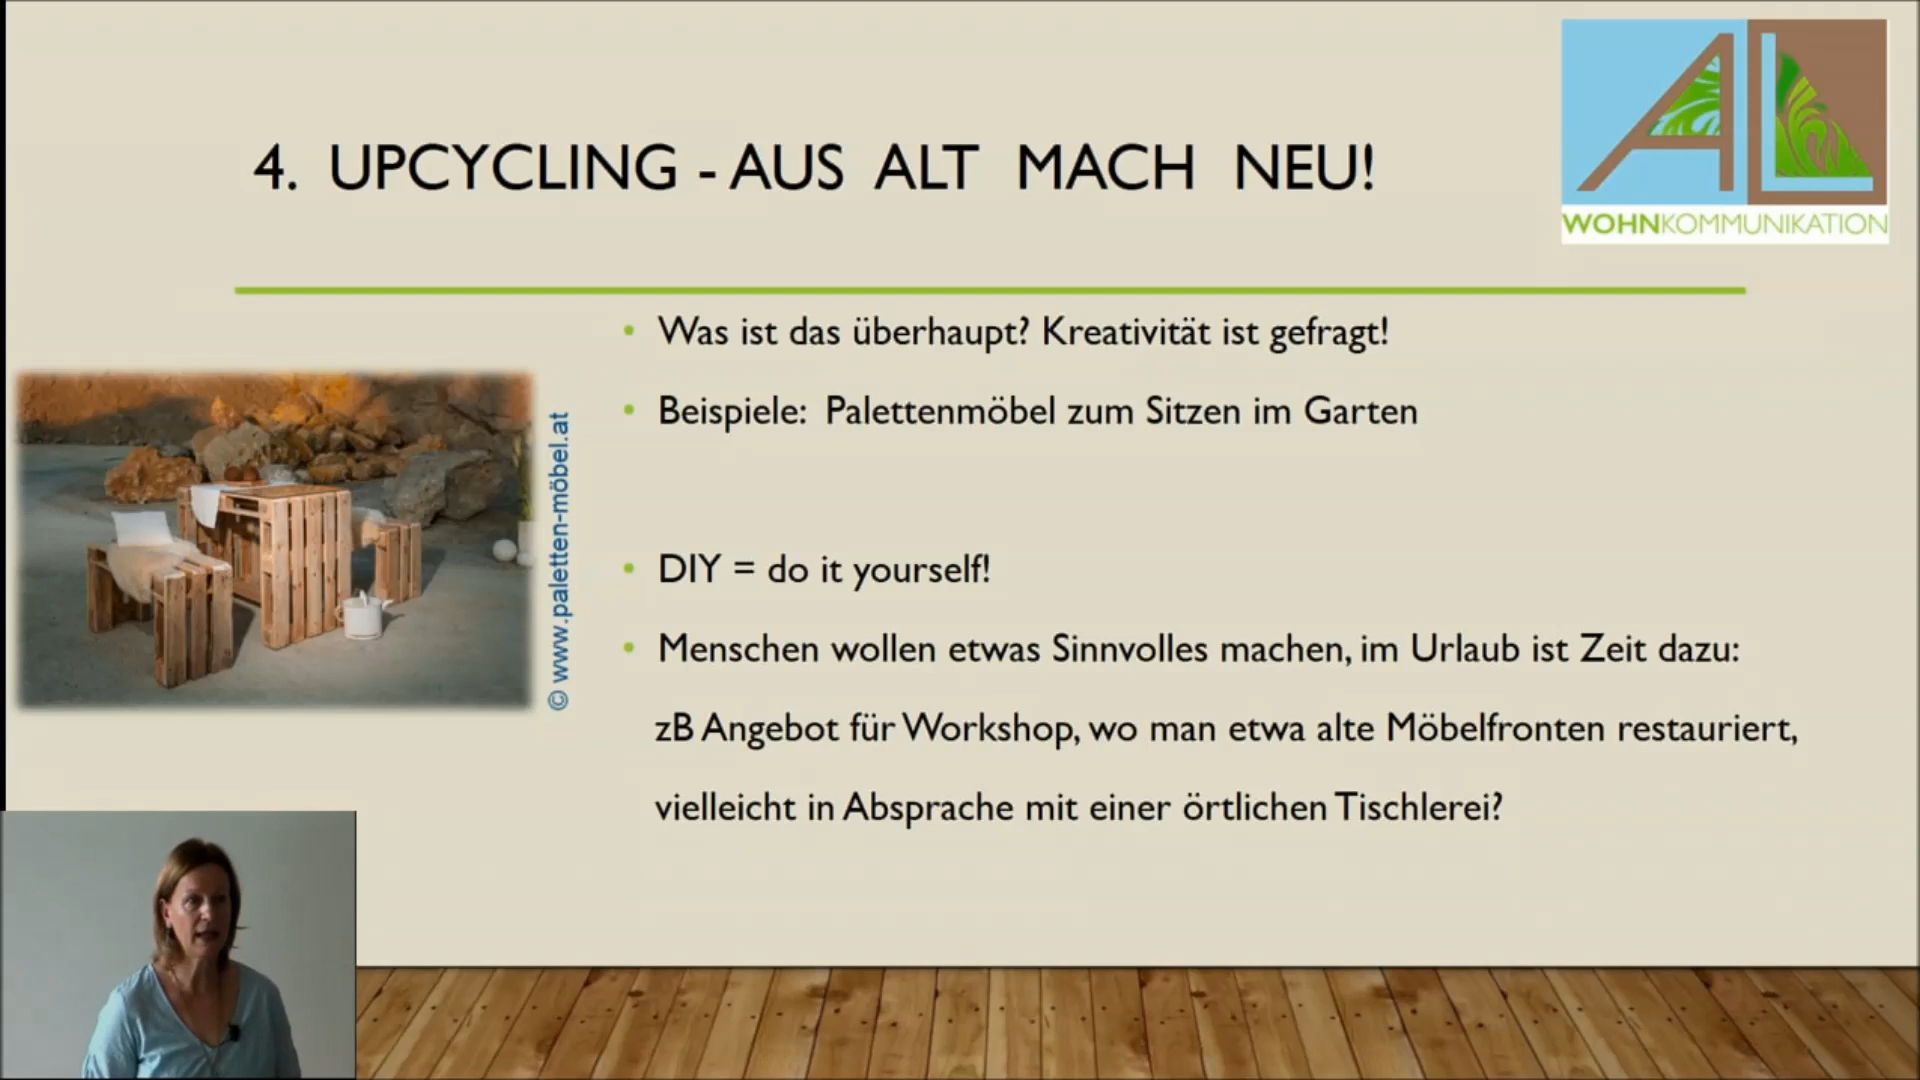 4. UPCYCLING - AUS ALT MACH NEU!
AL
WOHNKOMMUNIKATION
• Was ist das überhaupt? Kreativität ist gefragt!
• Beispiele: Palettenmöbel zum Sitzen im Garten
© www.paletten-möbel.at
• DIY = do it yourself!
• Menschen wollen etwas Sinnvolles machen, im Urlaub ist Zeit dazu:
zB Angebot für Workshop, wo man etwa alte Möbelfronten restauriert,
vielleicht in Absprache mit einer örtlichen Tischlerei?